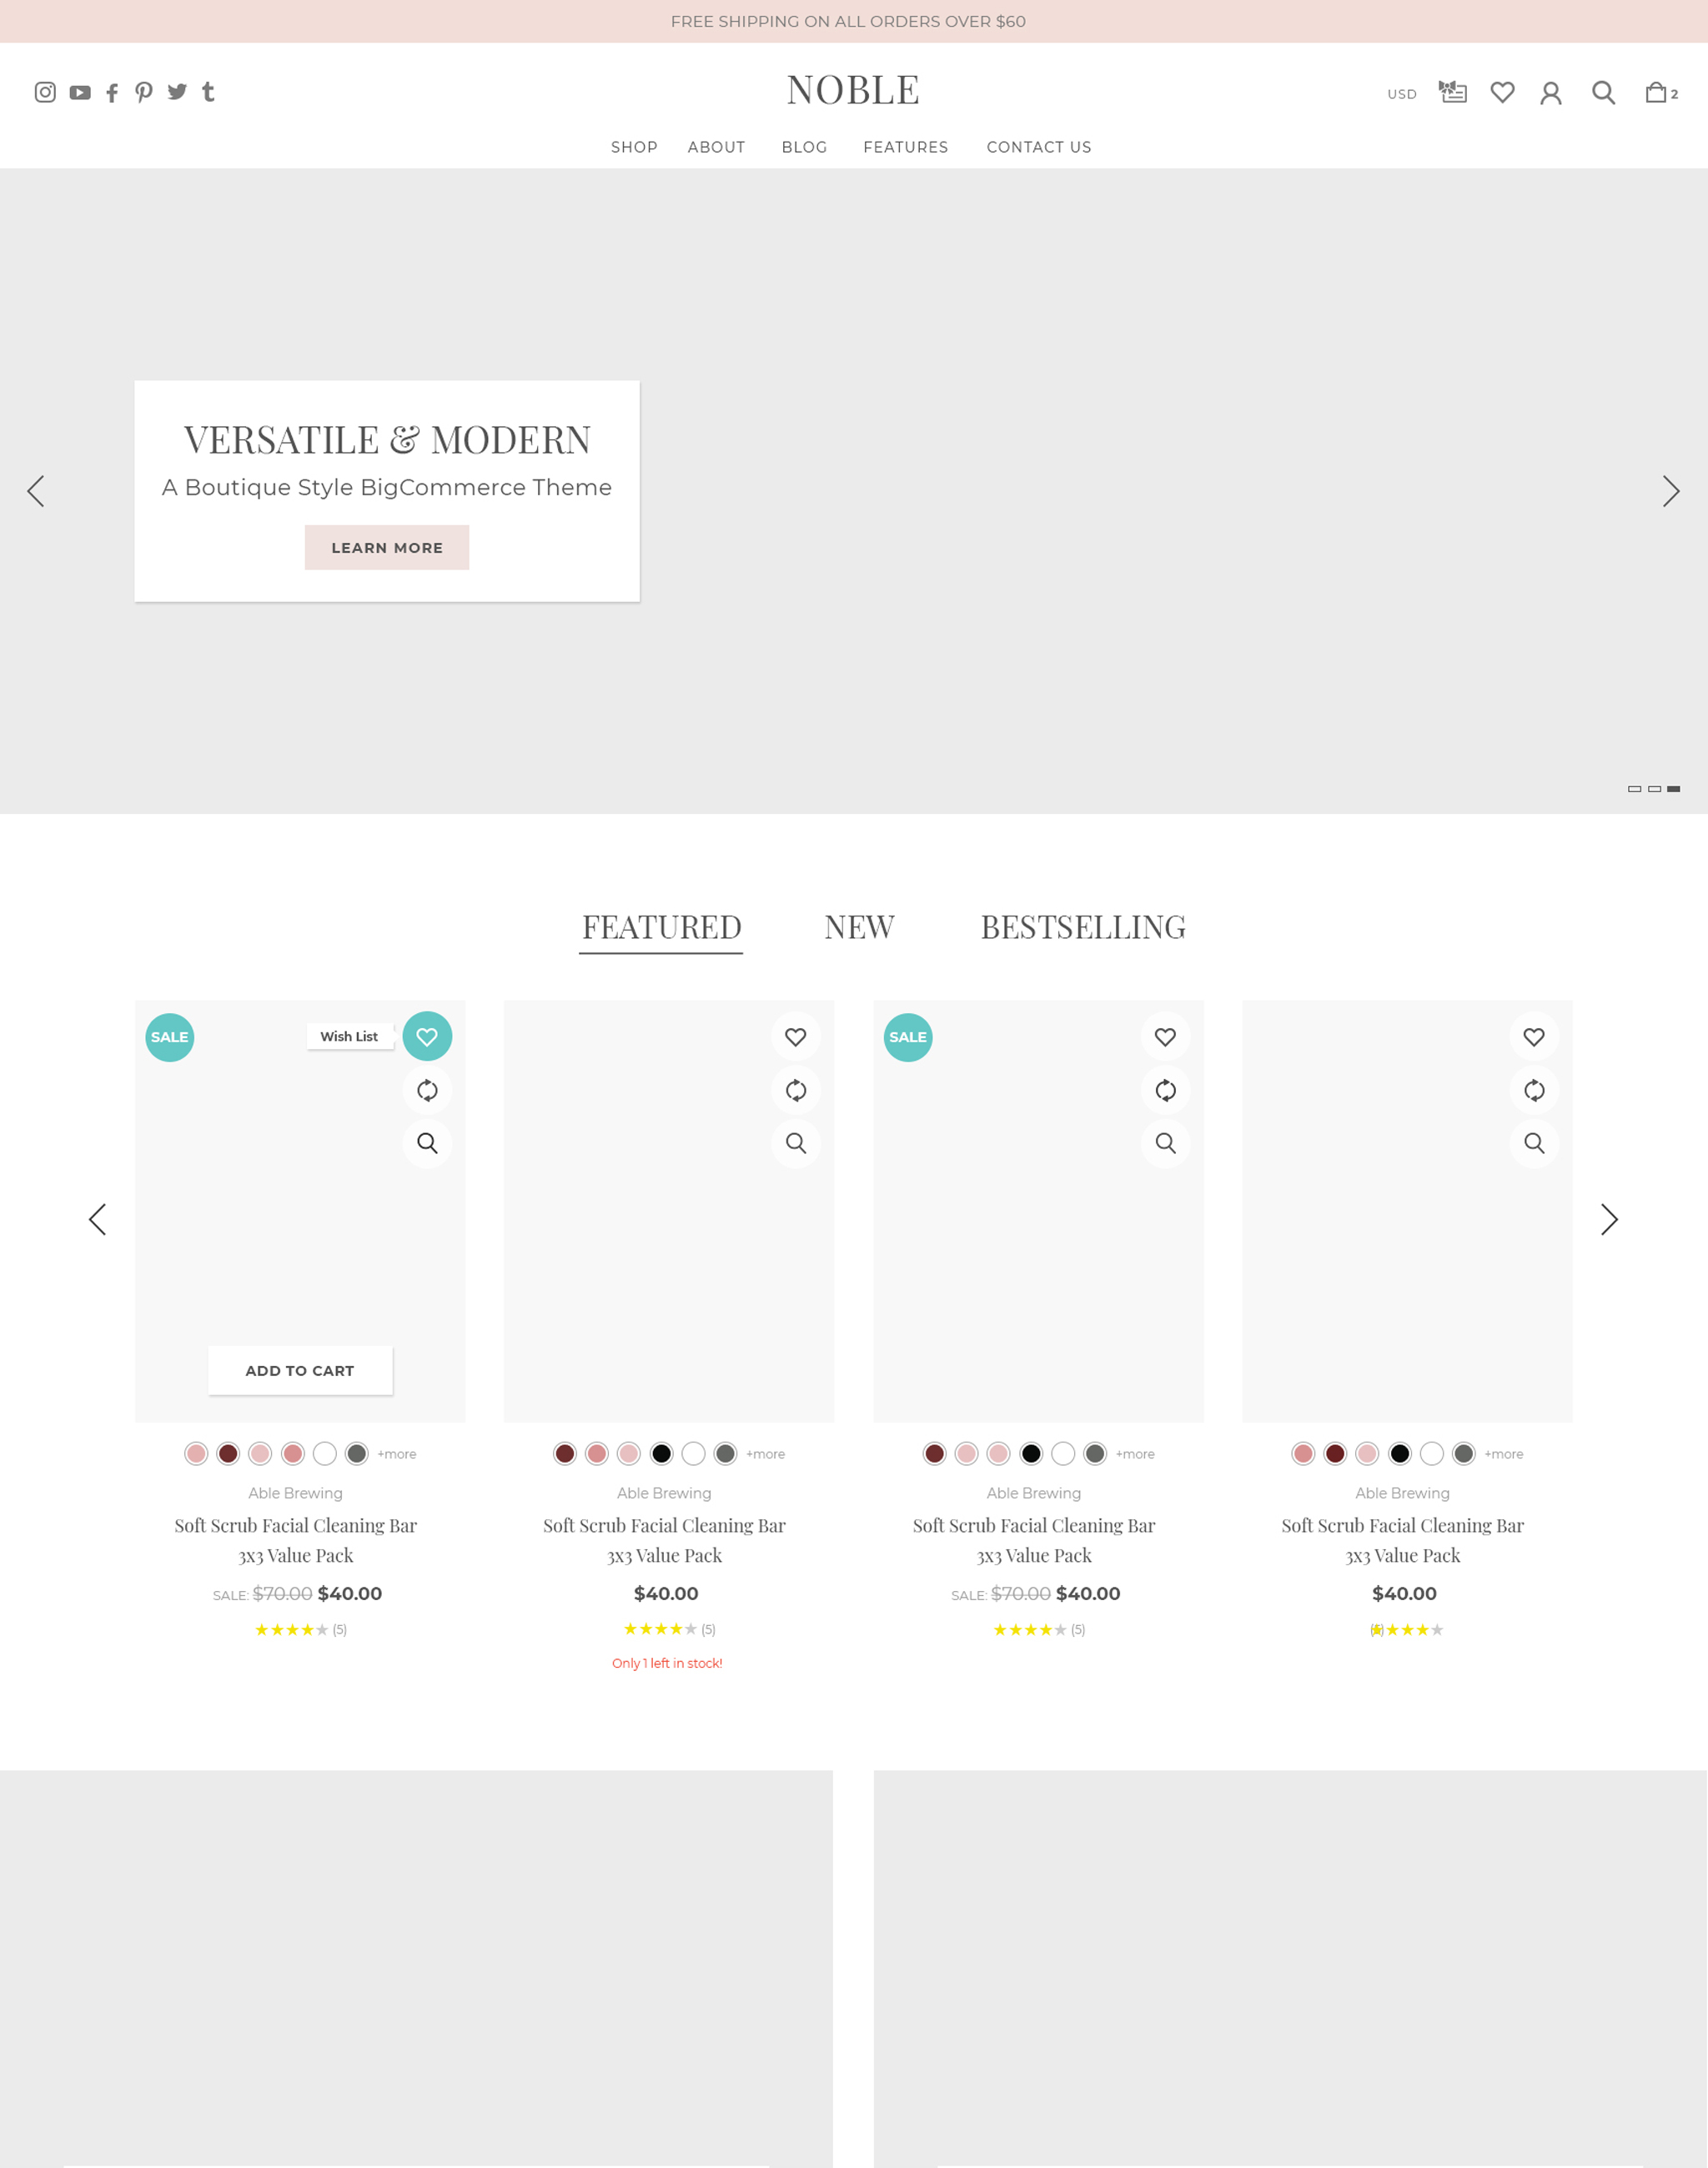 FREE SHIPPING ON ALL ORDERS OVER $60
NOBLE
USD
2
SHOP ABOUT BLOG FEATURES CONTACT US
VERSATILE & MODERN
A Boutique Style BigCommerce Theme
LEARN MORE
FEATURED NEW BESTSELLING
SALE
Wish List
SALE
ADD TO CART
+more
+more
+more
+more
Able Brewing
Soft Scrub Facial Cleaning Bar
3x3 Value Pack
SALE: $70.00 $40.00
(5)
Able Brewing
Soft Scrub Facial Cleaning Bar
3x3 Value Pack
$40.00
(5)
Only 1 left in stock!
Able Brewing
Soft Scrub Facial Cleaning Bar
3x3 Value Pack
SALE: $70.00 $40.00
(5)
Able Brewing
Soft Scrub Facial Cleaning Bar
3x3 Value Pack
$40.00